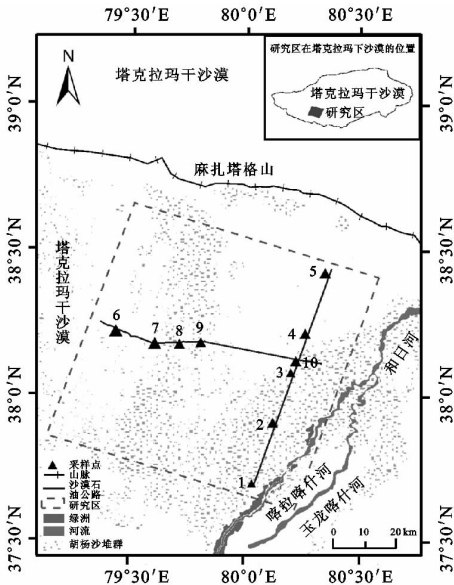 79°30′N
80°00′N
80°30′N
N
塔克拉玛干沙漠
研究区在塔克拉玛下沙漠的位置
塔克拉玛干沙漠
研究区
39°0′N
39°0′N
麻扎塔格山
38°30′N
38°30′N
塔克拉玛干沙漠
5
6
7
8
9
4
10
3
和日河
38°0′N
38°0′N
2
1
喀拉喀什河
玉龙喀什河
采样点
山脉
沙漠石
油公路
研究区
绿洲
河流
胡杨沙堆群
0 10 20 km
37°30′N
37°30′N
79°30′N
80°00′N
80°30′N